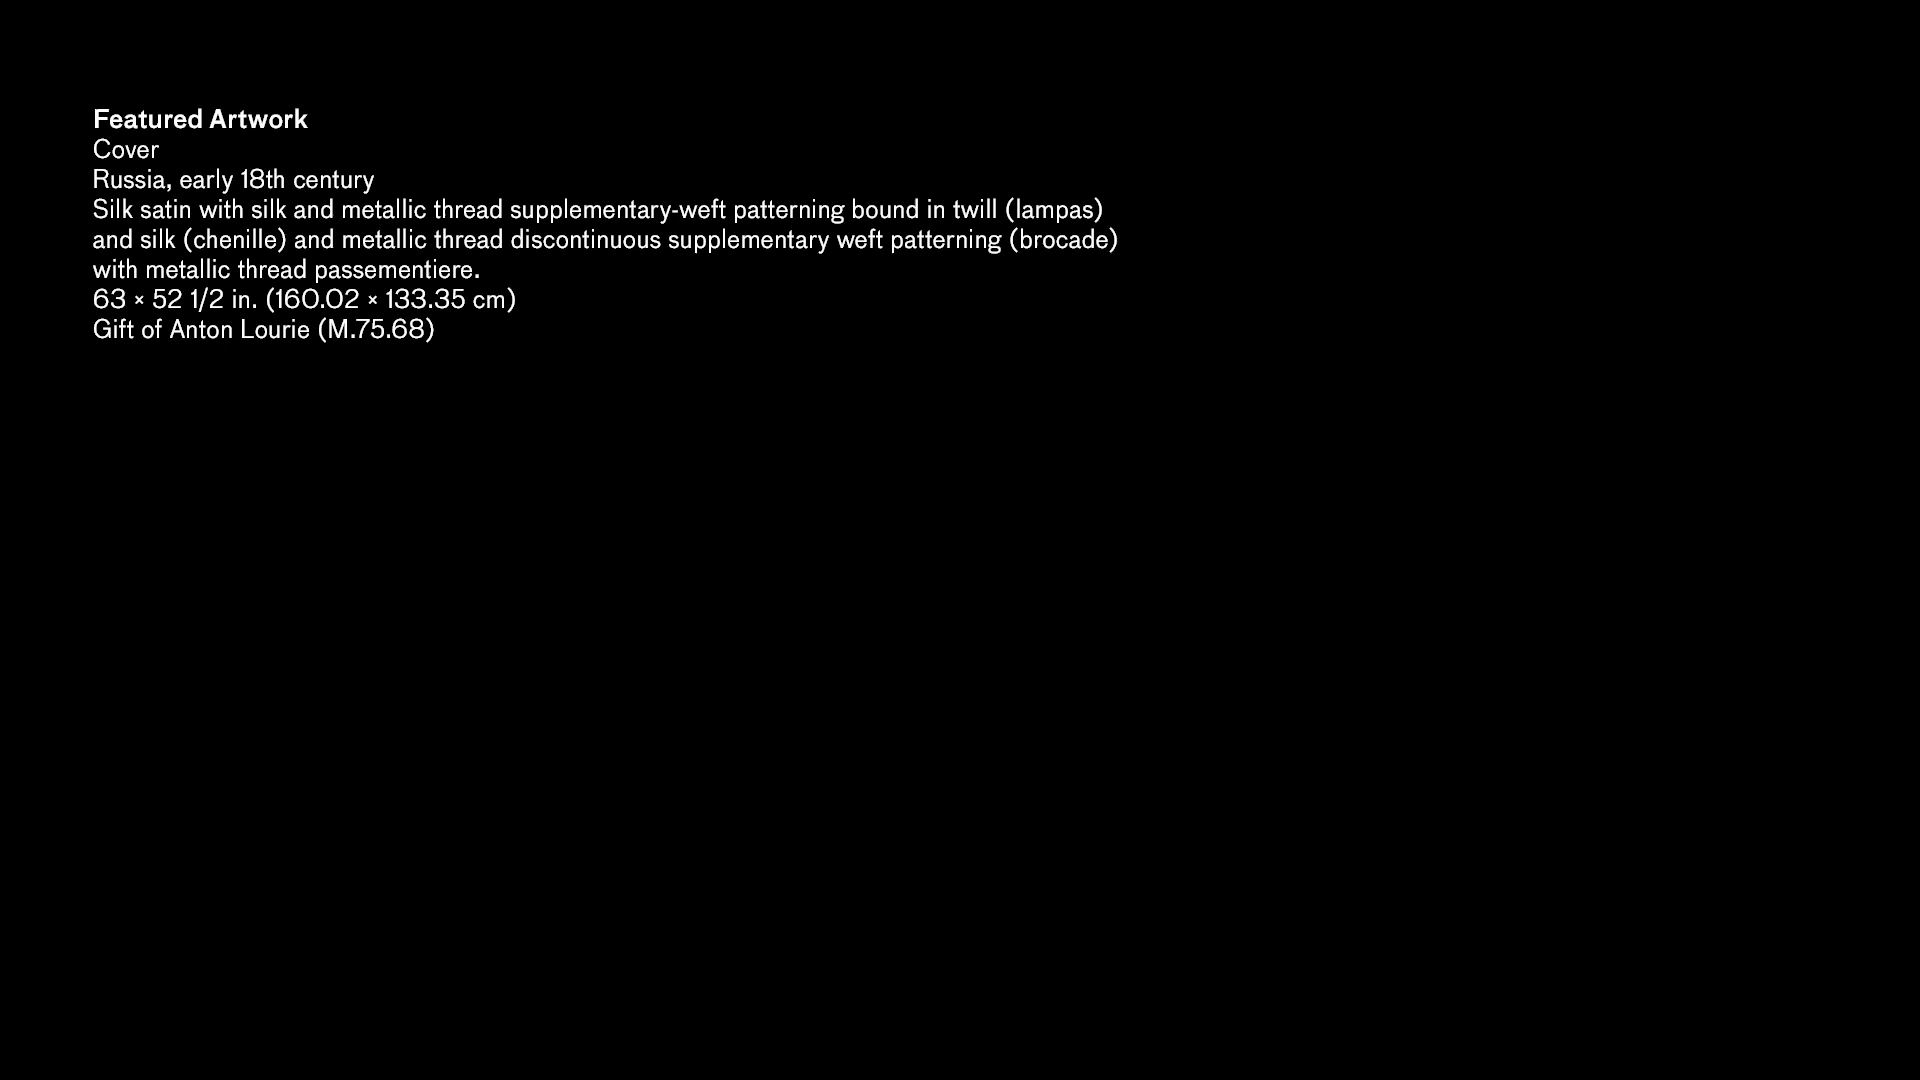 Featured Artwork
Cover
Russia, early 18th century
Silk satin with silk and metallic thread supplementary-weft patterning bound in twill (lampas)
and silk (chenille) and metallic thread discontinuous supplementary weft patterning (brocade)
with metallic thread passementiere.
63 × 52 1/2 in. (160.02 × 133.35 cm)
Gift of Anton Lourie (M.75.68)